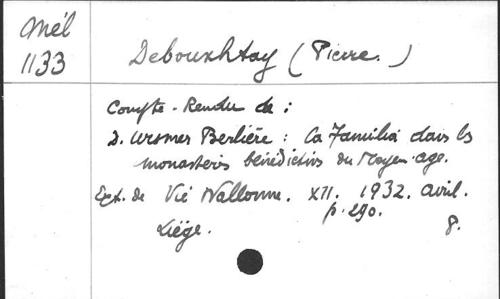 Mél
1133
Debouxhtay (Pierre.)
Compte-Rendu de :
D. Ursmer Berlière : La Familia dans les
monastères bénédictins du Moyen-age.
Ext. de Vie Wallonne. XII. 1932. Avril.
p. 290.
Liège. 8.